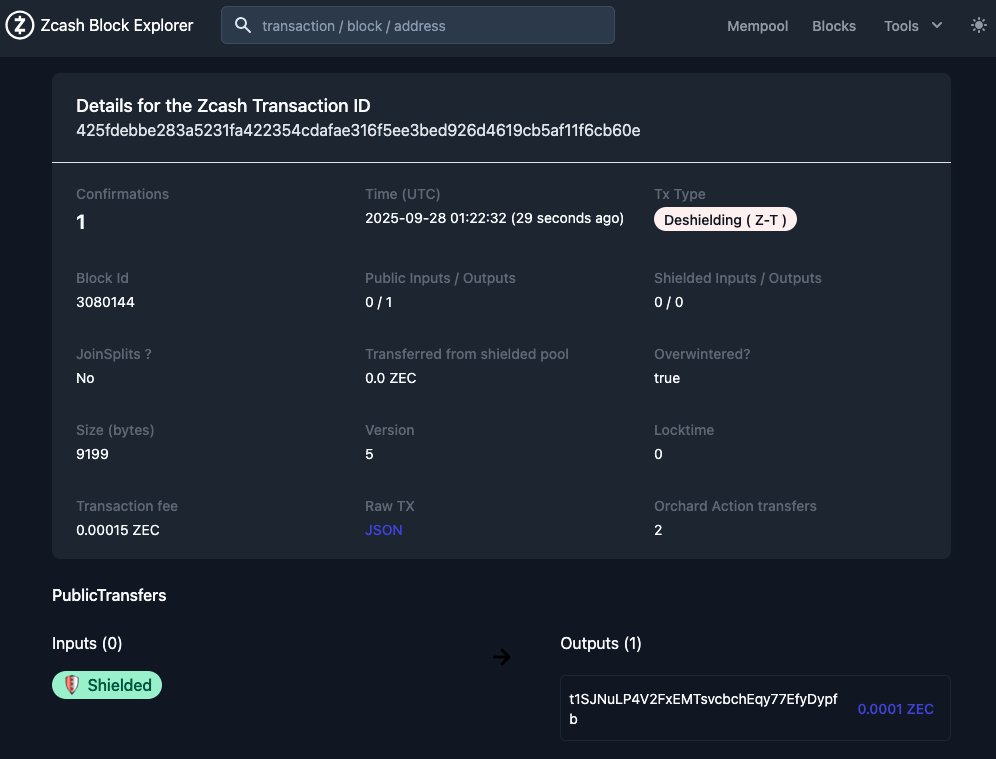 Zcash Block Explorer
transaction / block / address
Mempool
Blocks
Tools
Details for the Zcash Transaction ID
425fdebbe283a5231fa422354cdafae316f5ee3bed926d4619cb5af11f6cb60e
Confirmations
1
Time (UTC)
2025-09-28 01:22:32 (29 seconds ago)
Tx Type
Deshielding ( Z-T )
Block Id
3080144
Public Inputs / Outputs
0 / 1
Shielded Inputs / Outputs
0 / 0
JoinSplits ?
No
Transferred from shielded pool
0.0 ZEC
Overwintered?
true
Size (bytes)
9199
Version
5
Locktime
0
Transaction fee
0.00015 ZEC
Raw TX
JSON
Orchard Action transfers
2
PublicTransfers
Inputs (0)
Shielded
Outputs (1)
t1SJNuLP4V2FxEMTsvcbchEqy77EfyDypf
b
0.0001 ZEC